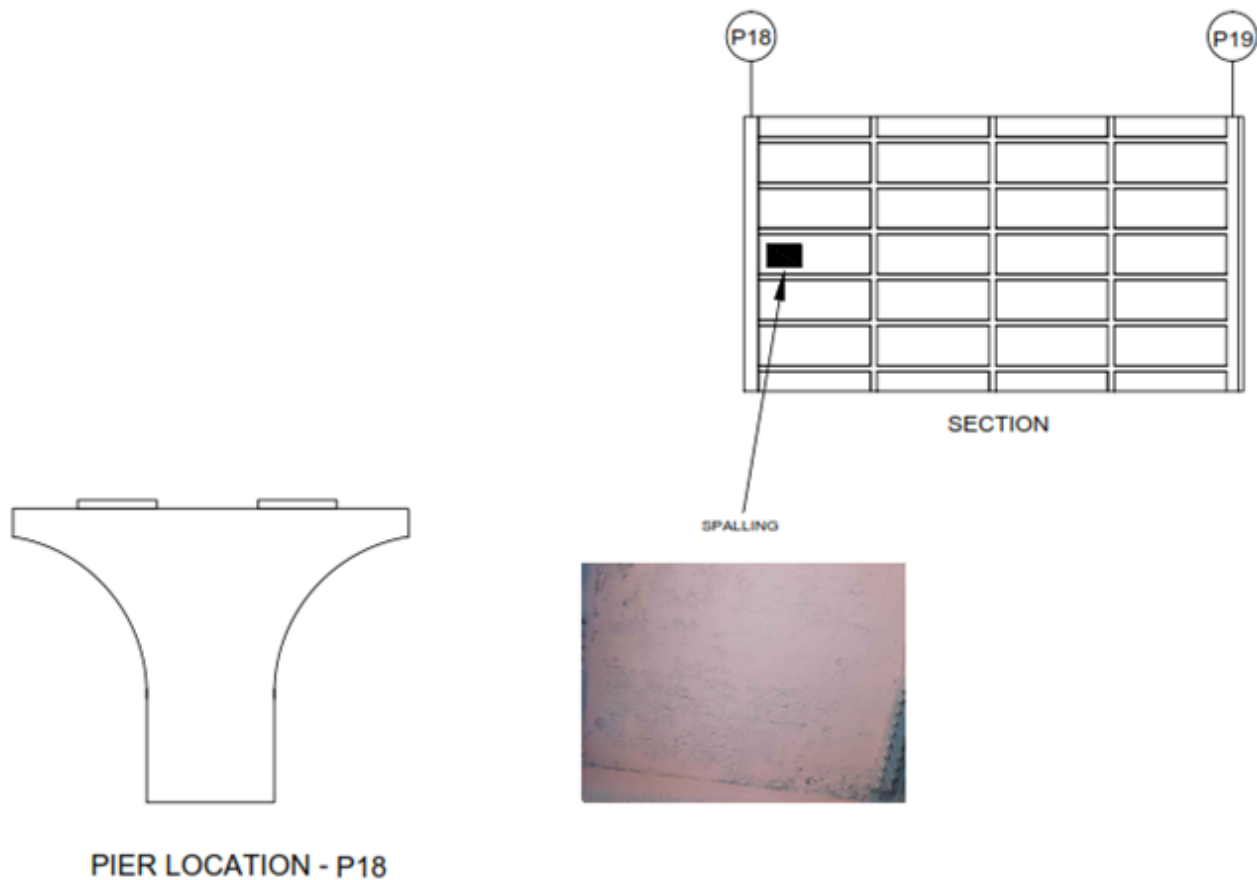 P18
P19
SECTION
SPALLING
PIER LOCATION - P18